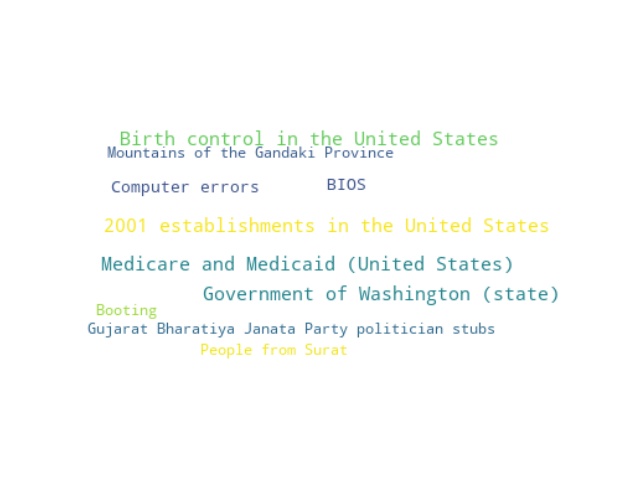 Birth control in the United States
Mountains of the Gandaki Province
Computer errors
BIOS
2001 establishments in the United States
Medicare and Medicaid (United States)
Government of Washington (state)
Booting
Gujarat Bharatiya Janata Party politician stubs
People from Surat